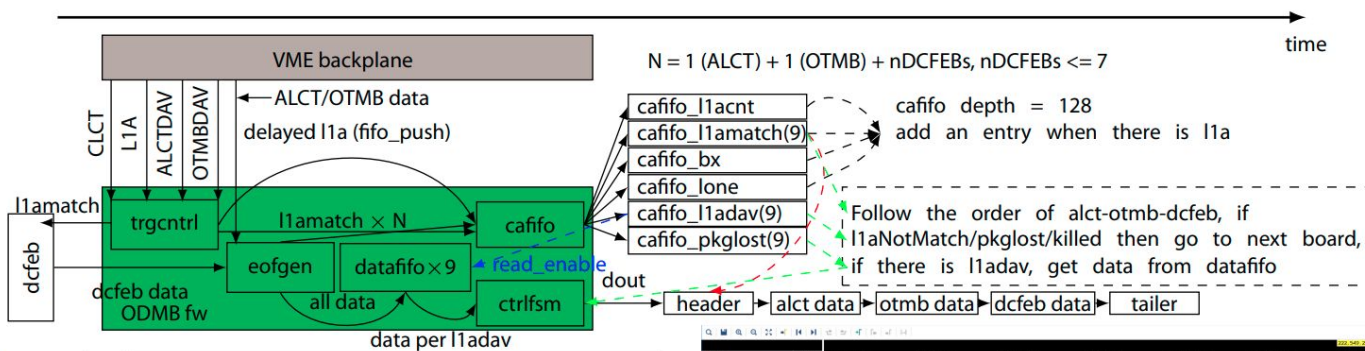 time
VME backplane
N = 1 (ALCT) + 1 (OTMB) + nDCFEBs, nDCFEBs <= 7
CLCT
L1A
ALCTDAV
OTMBDAV
ALCT/OTMB data
delayed l1a (fifo_push)
cafifo_l1acnt
cafifo_l1amatch(9)
cafifo_bx
cafifo_lone
cafifo_l1adav(9)
cafifo_pkglost(9)
cafifo depth = 128
add an entry when there is l1a
l1amatch
dcfeb
trgcntrl
l1amatch × N
cafifo
eofgen
datafifo×9
read_enable
ctrlfsm
dcfeb data
ODMB fw
all data
data per l1adav
Follow the order of alct-otmb-dcfeb, if
l1aNotMatch/pkglost/killed then go to next board,
if there is l1adav, get data from datafifo
dout
header
alct data
otmb data
dcfeb data
tailer